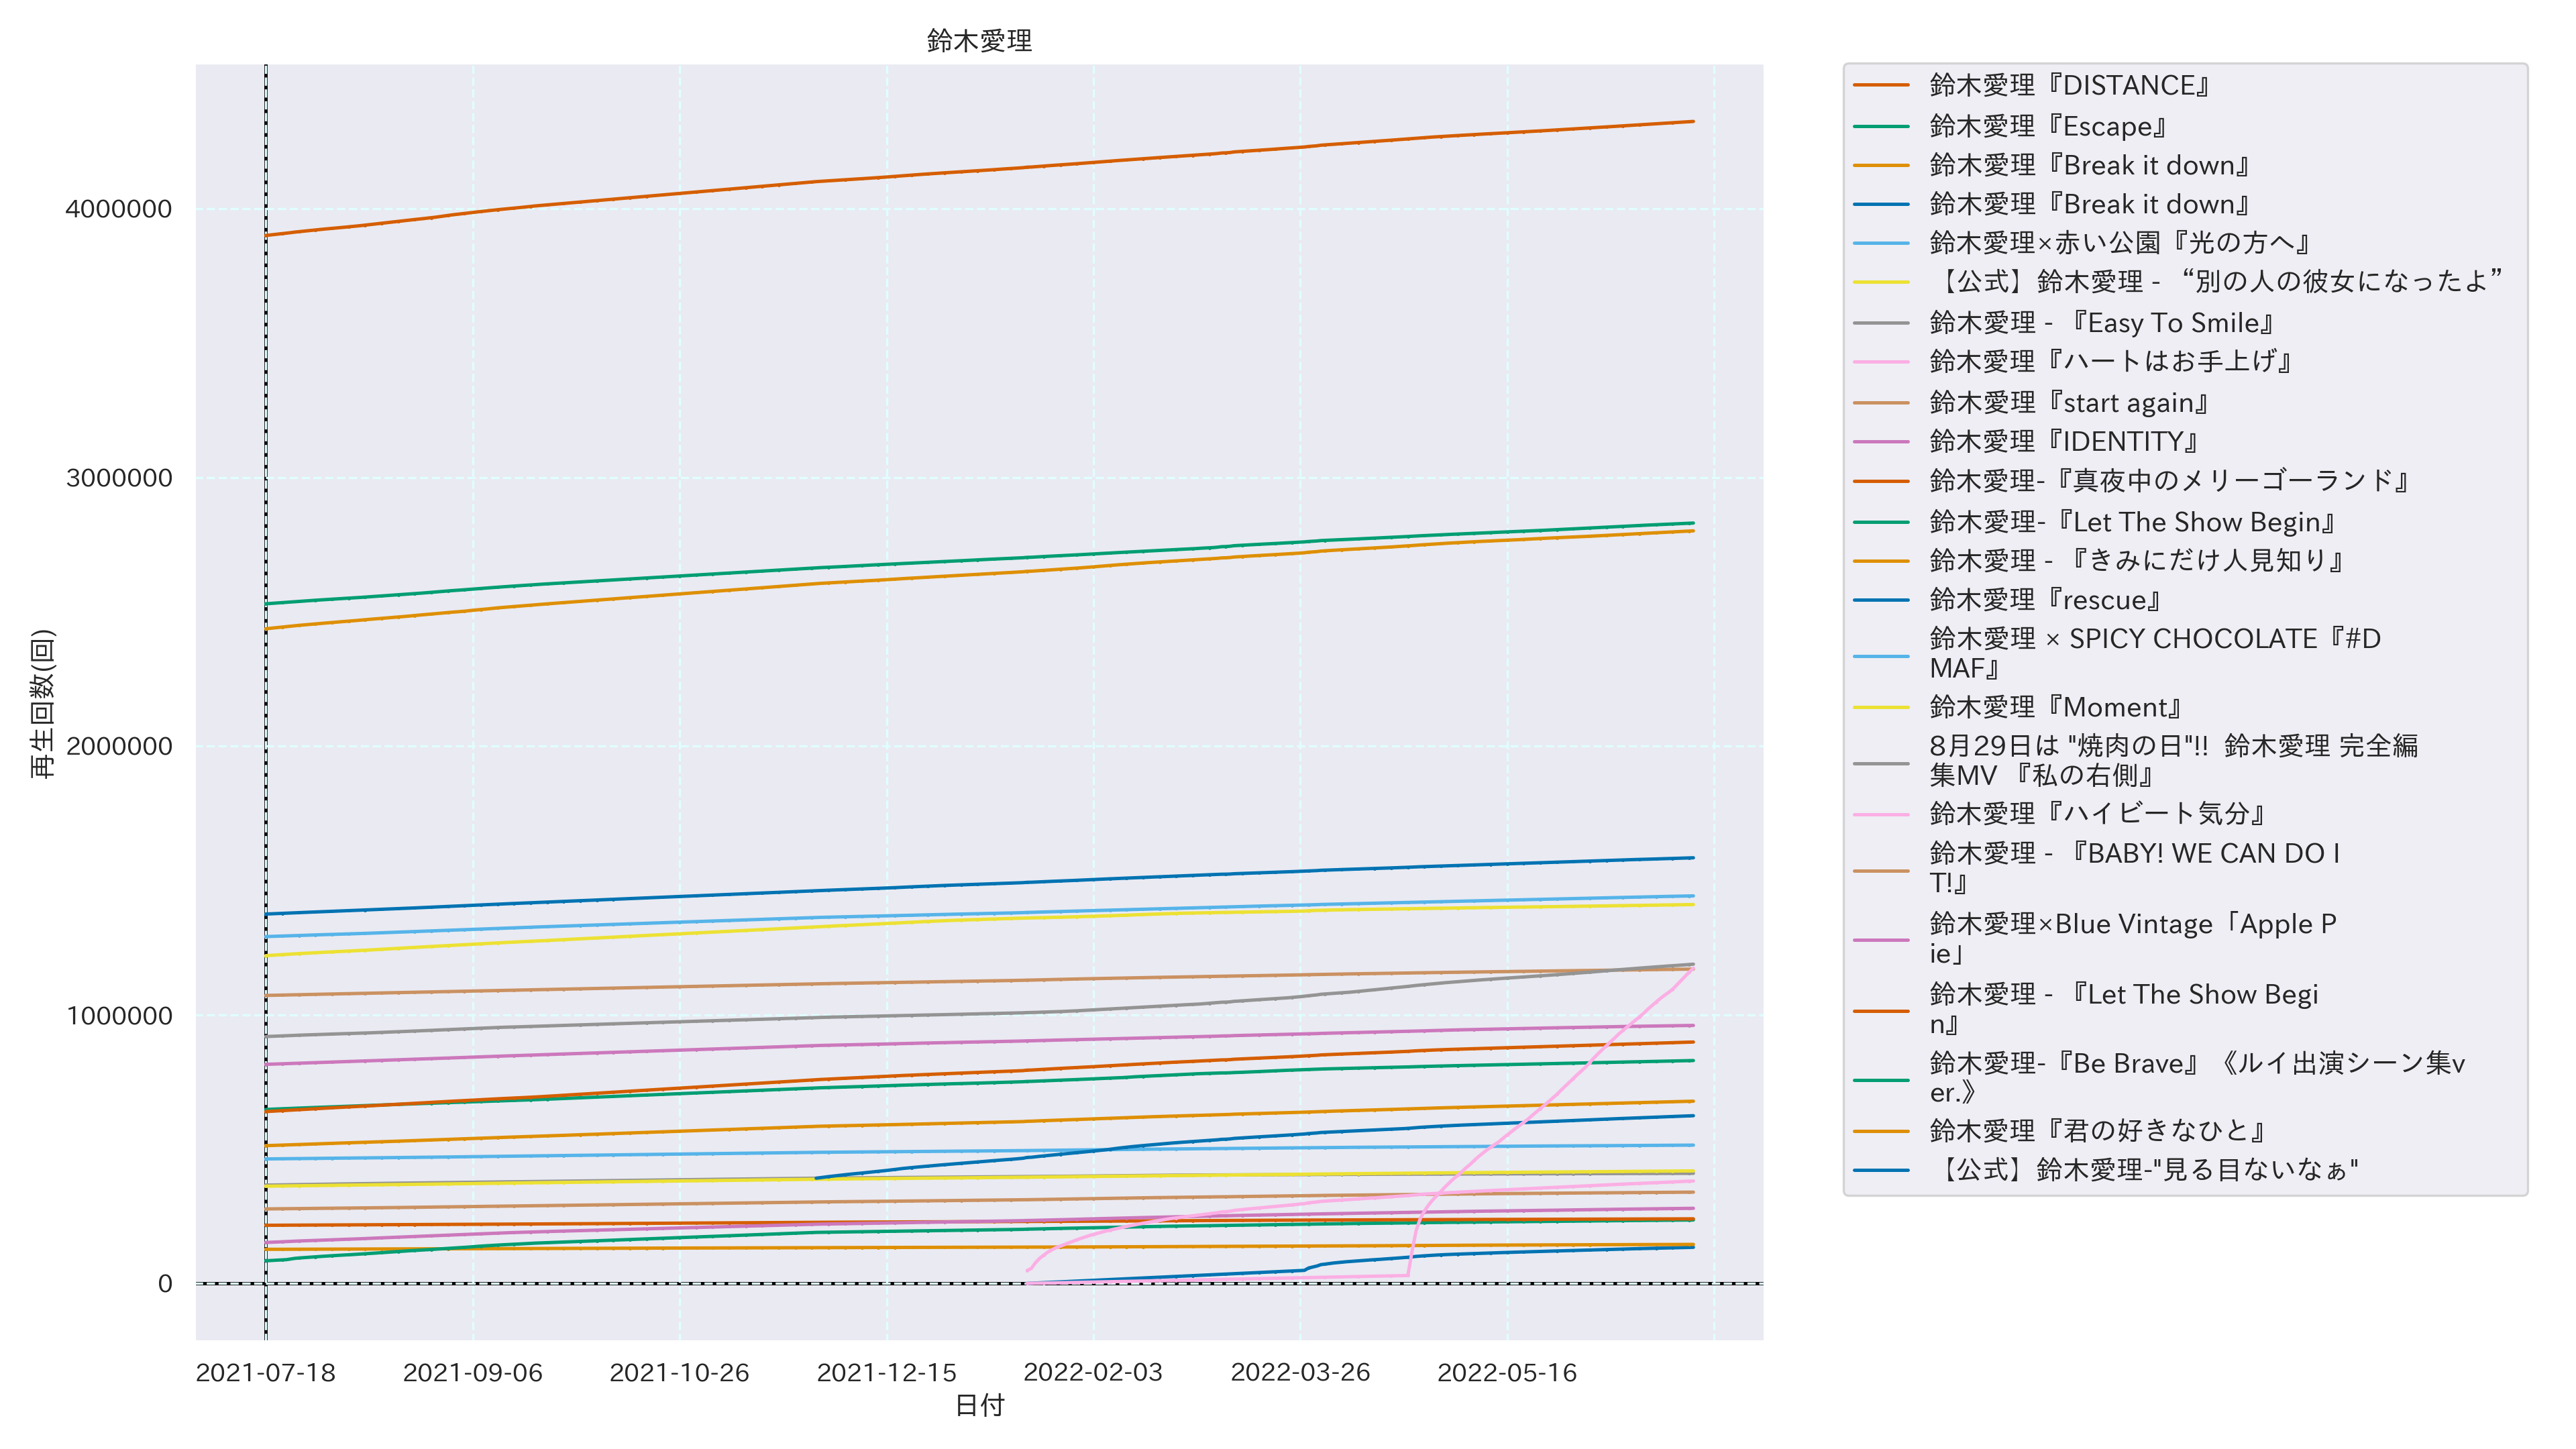 鈴木愛理
再生回数(回)
4000000
3000000
2000000
1000000
0
2021-07-18
2021-09-06
2021-10-26
2021-12-15
2022-02-03
2022-03-26
2022-05-16
日付
鈴木愛理『DISTANCE』
鈴木愛理『Escape』
鈴木愛理『Break it down』
鈴木愛理『Break it down』
鈴木愛理×赤い公園『光の方へ』
【公式】鈴木愛理 - “別の人の彼女になったよ”
鈴木愛理 - 『Easy To Smile』
鈴木愛理『ハートはお手上げ』
鈴木愛理『start again』
鈴木愛理『IDENTITY』
鈴木愛理-『真夜中のメリーゴーランド』
鈴木愛理-『Let The Show Begin』
鈴木愛理 - 『きみにだけ人見知り』
鈴木愛理『rescue』
鈴木愛理 × SPICY CHOCOLATE『#D
MAF』
鈴木愛理『Moment』
8月29日は "焼肉の日"!! 鈴木愛理 完全編
集MV 『私の右側』
鈴木愛理『ハイビート気分』
鈴木愛理 - 『BABY! WE CAN DO I
T!』
鈴木愛理×Blue Vintage「Apple P
ie」
鈴木愛理 - 『Let The Show Begi
n』
鈴木愛理-『Be Brave』《ルイ出演シーン集v
er.》
鈴木愛理『君の好きなひと』
【公式】鈴木愛理-"見る目ないなぁ"